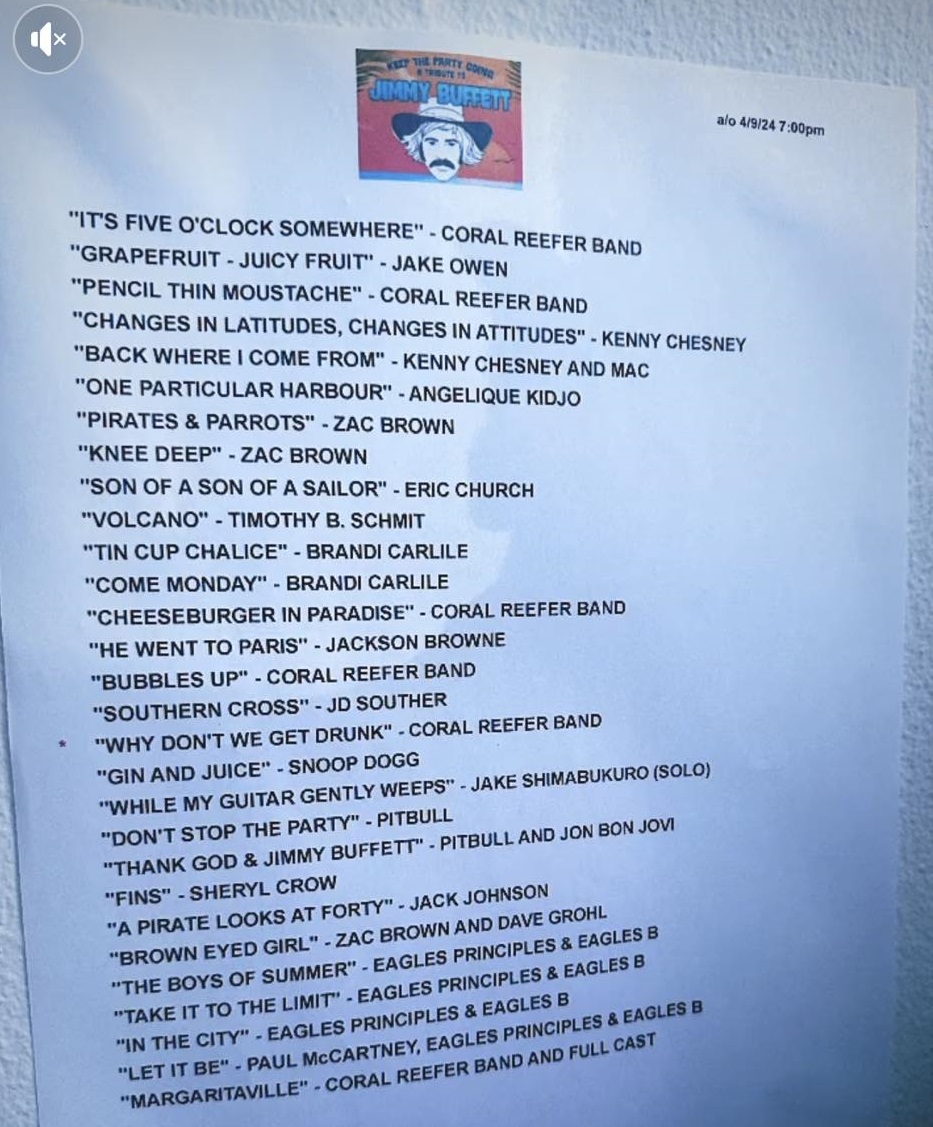 KEEP THE PARTY GOING
A TRIBUTE TO
JIMMY BUFFETT
a/o 4/9/24 7:00pm
"IT'S FIVE O'CLOCK SOMEWHERE" - CORAL REEFER BAND
"GRAPEFRUIT - JUICY FRUIT" - JAKE OWEN
"PENCIL THIN MOUSTACHE" - CORAL REEFER BAND
"CHANGES IN LATITUDES, CHANGES IN ATTITUDES" - KENNY CHESNEY
"BACK WHERE I COME FROM" - KENNY CHESNEY AND MAC
"ONE PARTICULAR HARBOUR" - ANGELIQUE KIDJO
"PIRATES & PARROTS" - ZAC BROWN
"KNEE DEEP" - ZAC BROWN
"SON OF A SON OF A SAILOR" - ERIC CHURCH
"VOLCANO" - TIMOTHY B. SCHMIT
"TIN CUP CHALICE" - BRANDI CARLILE
"COME MONDAY" - BRANDI CARLILE
"CHEESEBURGER IN PARADISE" - CORAL REEFER BAND
"HE WENT TO PARIS" - JACKSON BROWNE
"BUBBLES UP" - CORAL REEFER BAND
"SOUTHERN CROSS" - JD SOUTHER
* "WHY DON'T WE GET DRUNK" - CORAL REEFER BAND
"GIN AND JUICE" - SNOOP DOGG
"WHILE MY GUITAR GENTLY WEEPS" - JAKE SHIMABUKURO (SOLO)
"DON'T STOP THE PARTY" - PITBULL
"THANK GOD & JIMMY BUFFETT" - PITBULL AND JON BON JOVI
"FINS" - SHERYL CROW
"A PIRATE LOOKS AT FORTY" - JACK JOHNSON
"BROWN EYED GIRL" - ZAC BROWN AND DAVE GROHL
"THE BOYS OF SUMMER" - EAGLES PRINCIPLES & EAGLES B
"TAKE IT TO THE LIMIT" - EAGLES PRINCIPLES & EAGLES B
"IN THE CITY" - EAGLES PRINCIPLES & EAGLES B
"LET IT BE" - PAUL McCARTNEY, EAGLES PRINCIPLES & EAGLES B
"MARGARITAVILLE" - CORAL REEFER BAND AND FULL CAST